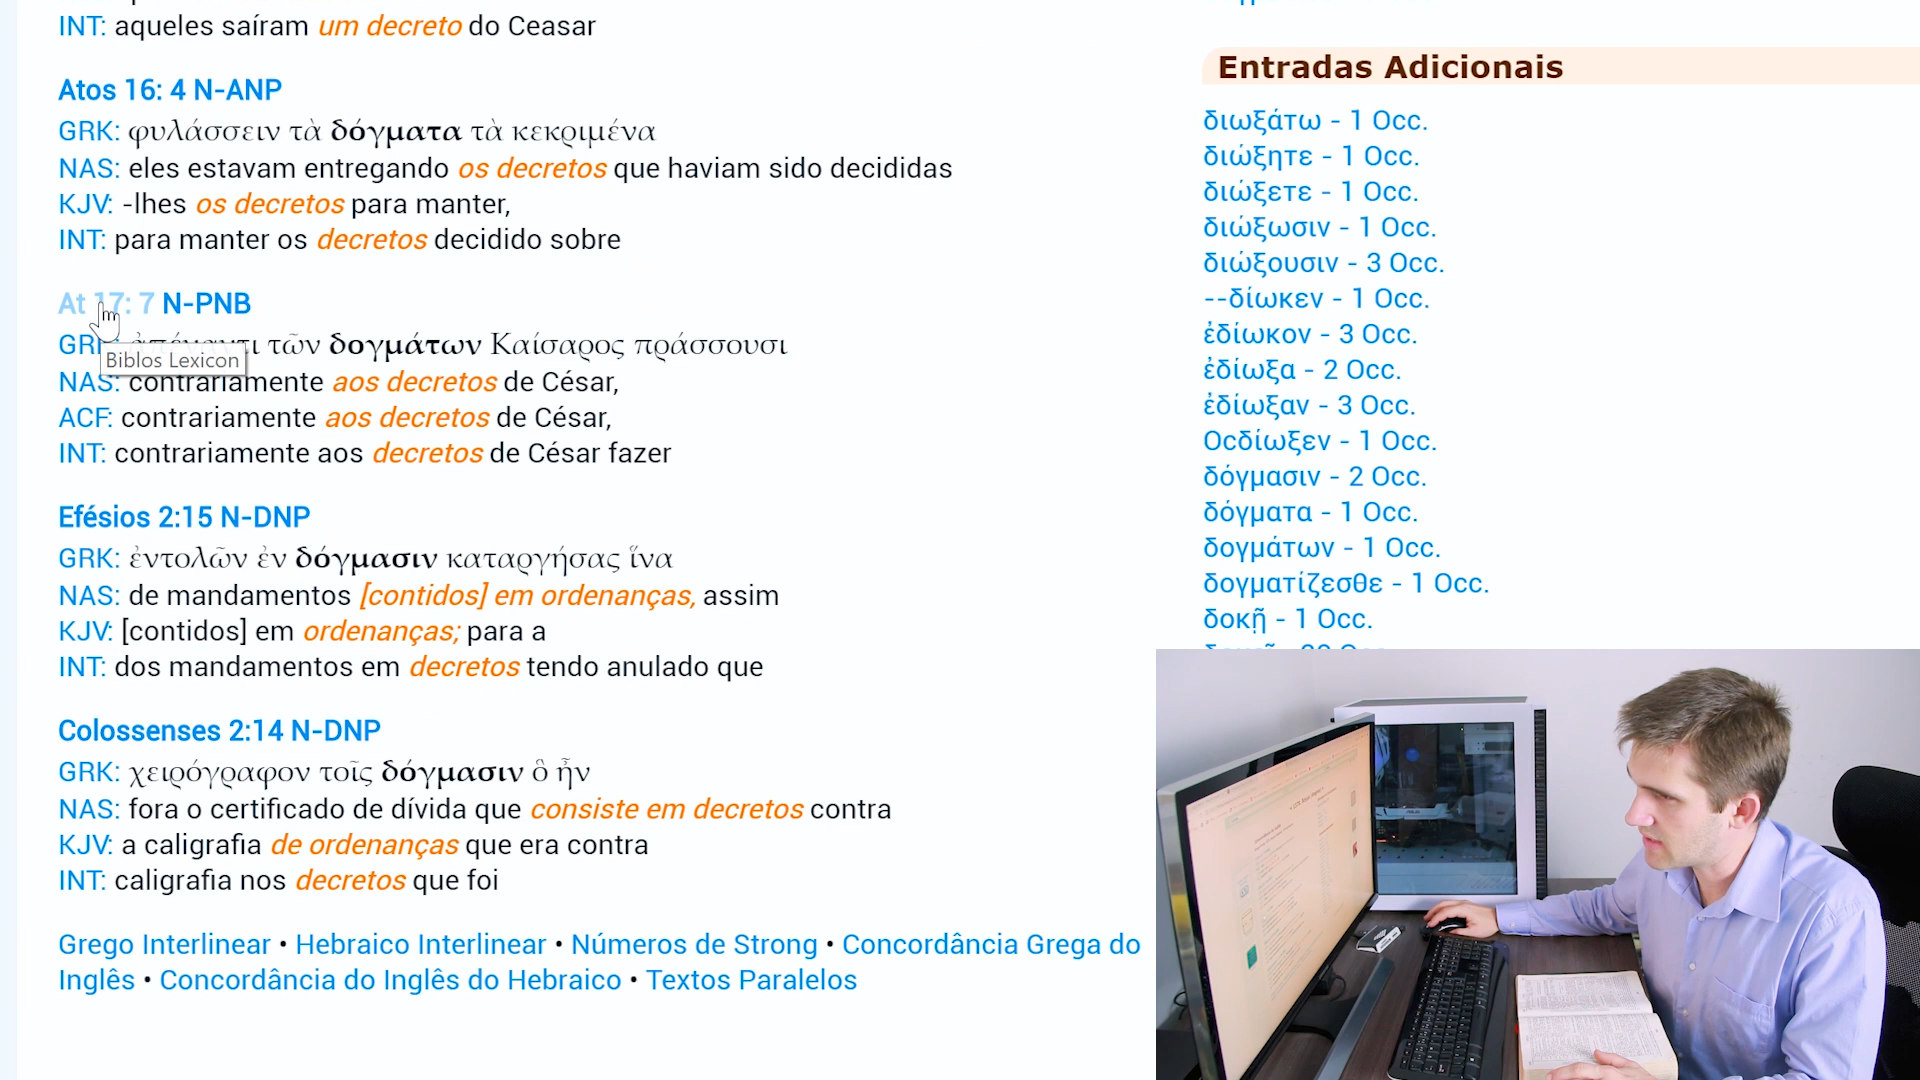 INT: aqueles saíram um decreto do Ceasar
Atos 16: 4 N-ANP
GRK: φυλάσσειν τὰ δόγματα τὰ κεκριμένα
NAS: eles estavam entregando os decretos que haviam sido decididas
KJV: -lhes os decretos para manter,
INT: para manter os decretos decidido sobre
At 17: 7 N-PNB
τῶν δογμάτων Καίσαρος πράσσουσι
Biblos Lexicon
NAS: contrariamente aos decretos de César,
ACF: contrariamente aos decretos de César,
INT: contrariamente aos decretos de César fazer
Efésios 2:15 N-DNP
GRK: ἐντολῶν ἐν δόγμασιν καταργήσας ἵνα
NAS: de mandamentos [contidos] em ordenanças, assim
KJV: [contidos] em ordenanças; para a
INT: dos mandamentos em decretos tendo anulado que
Colossenses 2:14 N-DNP
GRK: χειρόγραφον τοῖς δόγμασιν ὃ ἦν
NAS: fora o certificado de dívida que consiste em decretos contra
KJV: a caligrafia de ordenanças que era contra
INT: caligrafia nos decretos que foi
Grego Interlinear • Hebraico Interlinear • Números de Strong • Concordância Grega do
Inglês • Concordância do Inglês do Hebraico • Textos Paralelos
Entradas Adicionais
διωξάτω - 1 Occ.
διώξητε - 1 Occ.
διώξετε - 1 Occ.
διώξωσιν - 1 Occ.
διώξουσιν - 3 Occ.
--δίωκεν - 1 Occ.
ἐδίωκον - 3 Occ.
ἐδίωξα - 2 Occ.
ἐδίωξαν - 3 Occ.
Occδίωξεν - 1 Occ.
δόγμασιν - 2 Occ.
δόγματα - 1 Occ.
δογμάτων - 1 Occ.
δογματίζεσθε - 1 Occ.
δοκῇ - 1 Occ.